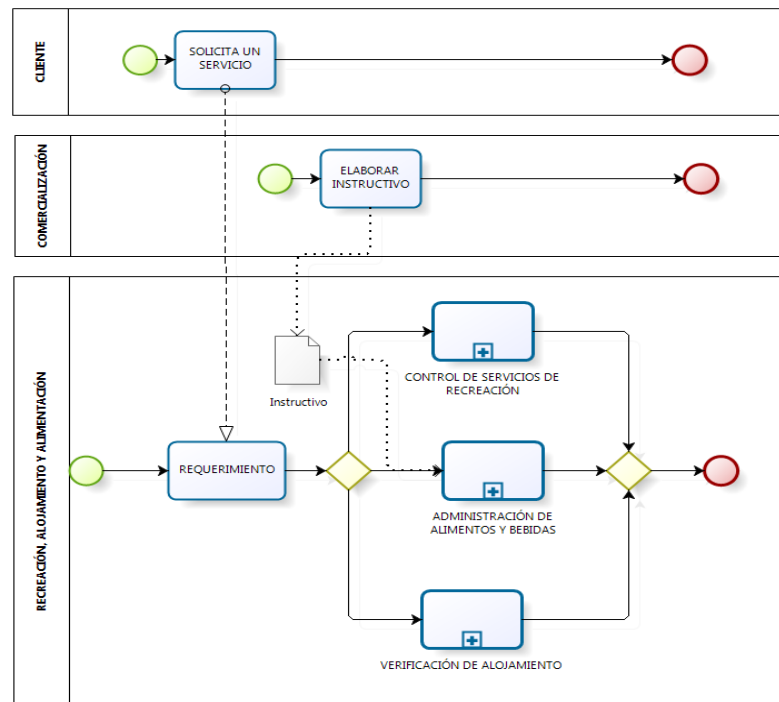 CLIENTE
SOLICITA UN
SERVICIO
COMERCIALIZACIÓN
ELABORAR
INSTRUCTIVO
RECREACIÓN, ALOJAMIENTO Y ALIMENTACIÓN
Instructivo
CONTROL DE SERVICIOS DE
RECREACIÓN
REQUERIMIENTO
ADMINISTRACIÓN DE
ALIMENTOS Y BEBIDAS
VERIFICACIÓN DE ALOJAMIENTO